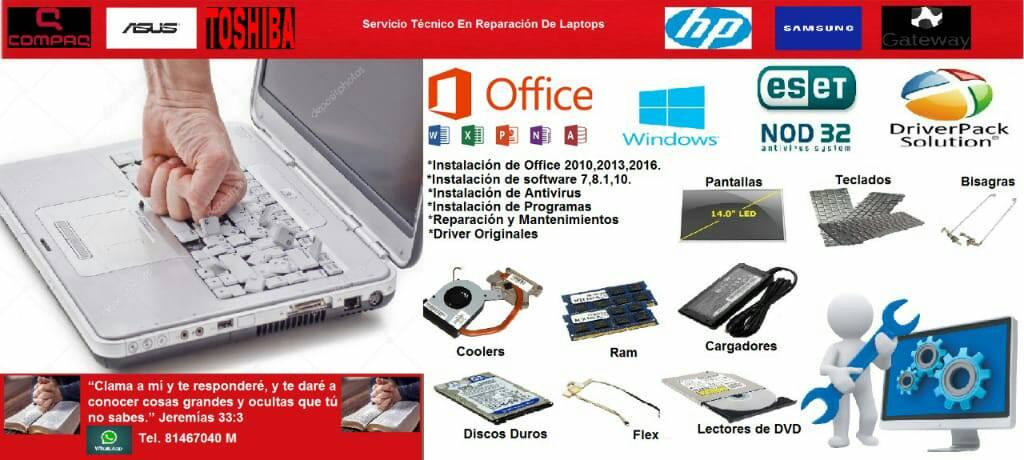 COMPAQ
ASUS
TOSHIBA
Servicio Técnico En Reparación De Laptops
hp
SAMSUNG
Gateway
depositphotos
Office
W X P N A
Windows
eset
NOD 32
antivirus system
DriverPack
Solution
*Instalación de Office 2010,2013,2016.
*Instalación de software 7,8.1,10.
*Instalación de Antivirus
*Instalación de Programas
*Reparación y Mantenimientos
*Driver Originales
Pantallas
Teclados
Bisagras
14.0" LED
Coolers
Ram
Cargadores
Discos Duros
Flex
Lectores de DVD
“Clama a mí y te responderé, y te daré a
conocer cosas grandes y ocultas que tú
no sabes.” Jeremías 33:3
WhatsApp
Tel. 81467040 M